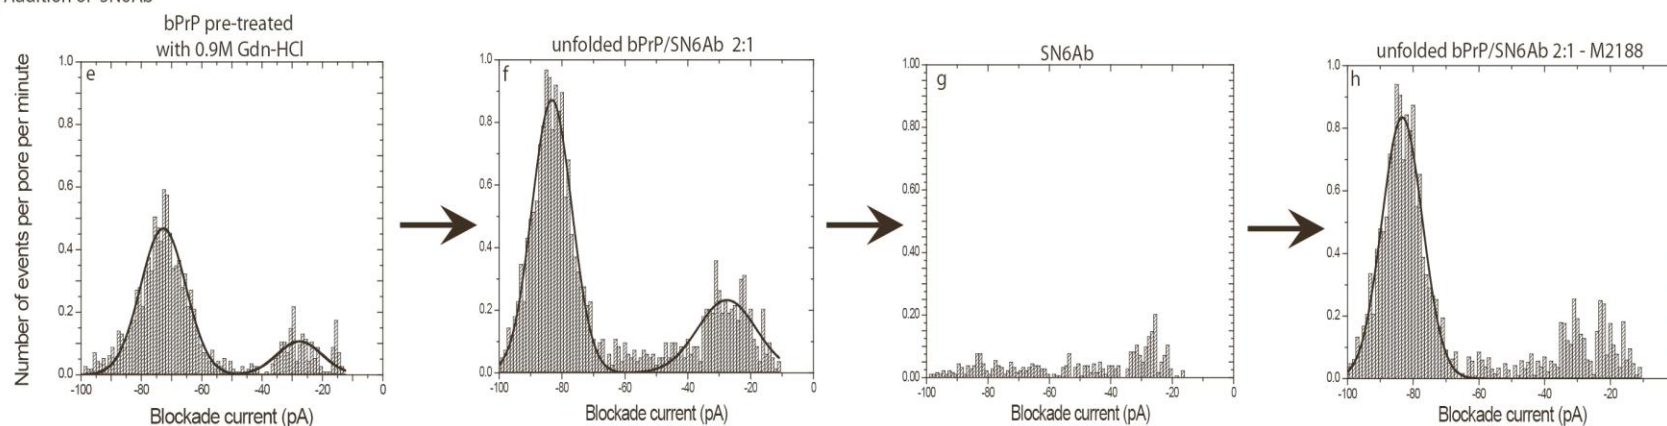 Addition of SN6Ab
bPrP pre-treated
with 0.9M Gdn-HCl
unfolded bPrP/SN6Ab 2:1
SN6Ab
unfolded bPrP/SN6Ab 2:1 - M2188
Number of events per pore per minute
e
1.0
0.8
0.6
0.4
0.2
0.0
-100 -80 -60 -40 -20 0
Blockade current (pA)
f
1.0
0.8
0.6
0.4
0.2
0.0
-100 -80 -60 -40 -20 0
Blockade current (pA)
g
1.00
0.80
0.60
0.40
0.20
0.00
-100 -80 -60 -40 -20 0
Blockade current (pA)
h
1.0
0.8
0.6
0.4
0.2
0.0
-100 -80 -60 -40 -20
Blockade current (pA)